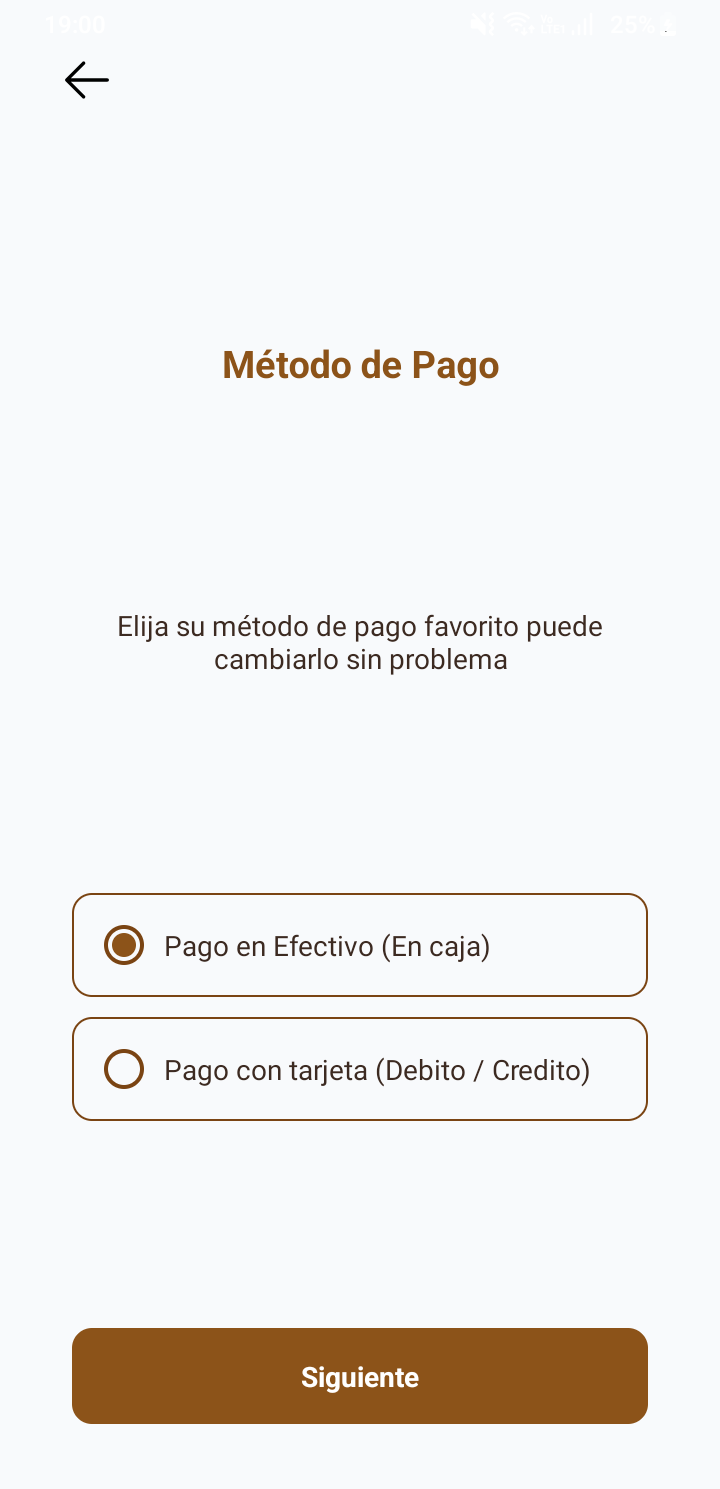 19:00
25%
Método de Pago
Elija su método de pago favorito puede
cambiarlo sin problema
Pago en Efectivo (En caja)
Pago con tarjeta (Debito / Credito)
Siguiente